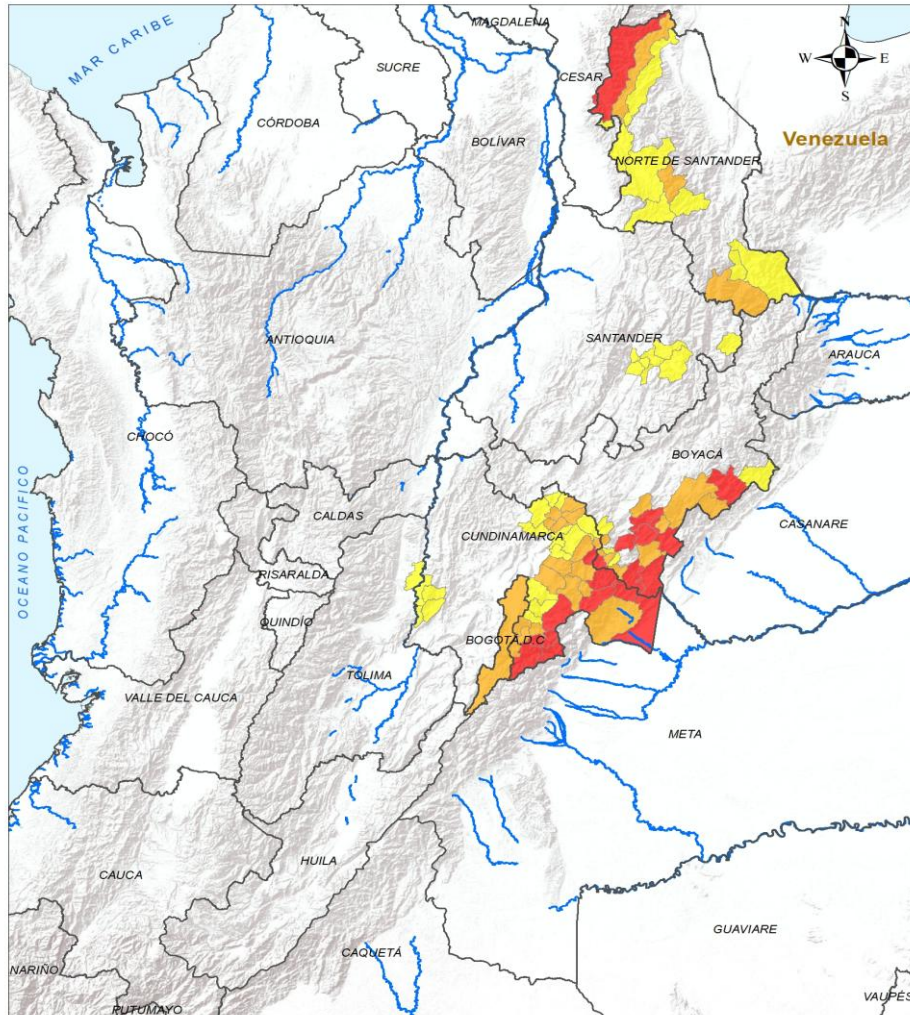 MAGDALENA
MAR CARIBE
N
W E
S
SUCRE
CESAR
CÓRDOBA
BOLÍVAR
Venezuela
NORTE DE SANTANDER
ANTIOQUIA
SANTANDER
ARAUCA
CHOCÓ
BOYACÁ
OCEANO PACIFICO
CALDAS
CUNDINAMARCA
CASANARE
RISARALDA
QUINDÍO
BOGOTÁ, D.C
TOLIMA
VALLE DEL CAUCA
META
HUILA
CAUCA
GUAVIARE
CAQUETÁ
NARIÑO
VAUPÉS
PUTUMAYO